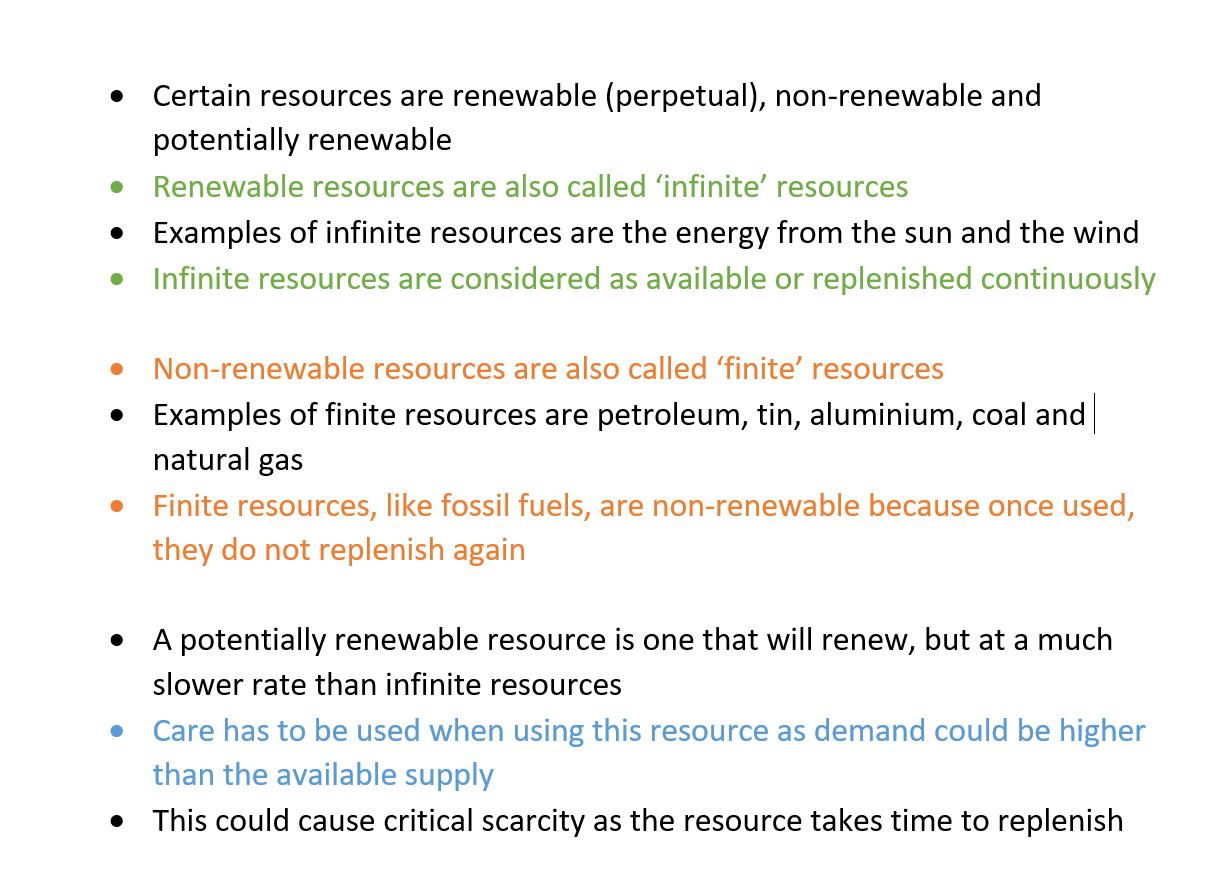 • Certain resources are renewable (perpetual), non-renewable and
potentially renewable
• Renewable resources are also called ‘infinite’ resources
• Examples of infinite resources are the energy from the sun and the wind
• Infinite resources are considered as available or replenished continuously
• Non-renewable resources are also called ‘finite’ resources
• Examples of finite resources are petroleum, tin, aluminium, coal and
natural gas
• Finite resources, like fossil fuels, are non-renewable because once used,
they do not replenish again
• A potentially renewable resource is one that will renew, but at a much
slower rate than infinite resources
• Care has to be used when using this resource as demand could be higher
than the available supply
• This could cause critical scarcity as the resource takes time to replenish